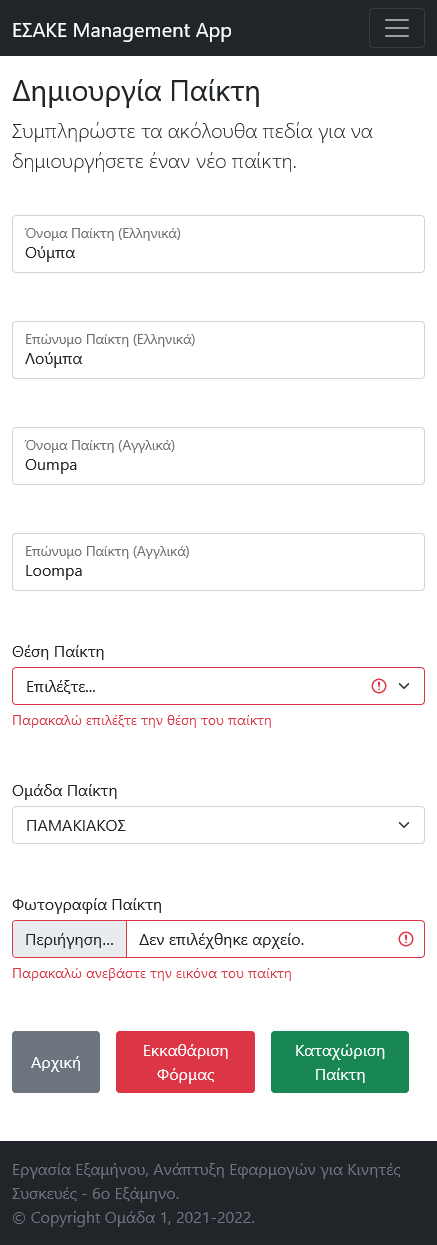 ΕΣΑΚΕ Management App
Δημιουργία Παίκτη
Συμπληρώστε τα ακόλουθα πεδία για να
δημιουργήσετε έναν νέο παίκτη.
Όνομα Παίκτη (Ελληνικά)
Ούμπα
Επώνυμο Παίκτη (Ελληνικά)
Λούμπα
Όνομα Παίκτη (Αγγλικά)
Oumpa
Επώνυμο Παίκτη (Αγγλικά)
Loompa
Θέση Παίκτη
Επιλέξτε...
Παρακαλώ επιλέξτε την θέση του παίκτη
Ομάδα Παίκτη
ΠΑΜΑΚΙΑΚΟΣ
Φωτογραφία Παίκτη
Περιήγηση... Δεν επιλέχθηκε αρχείο.
Παρακαλώ ανεβάστε την εικόνα του παίκτη
Αρχική
Εκκαθάριση
Φόρμας
Καταχώριση
Παίκτη
Εργασία Εξαμήνου, Ανάπτυξη Εφαρμογών για Κινητές
Συσκευές - 6ο Εξάμηνο.
© Copyright Ομάδα 1, 2021-2022.